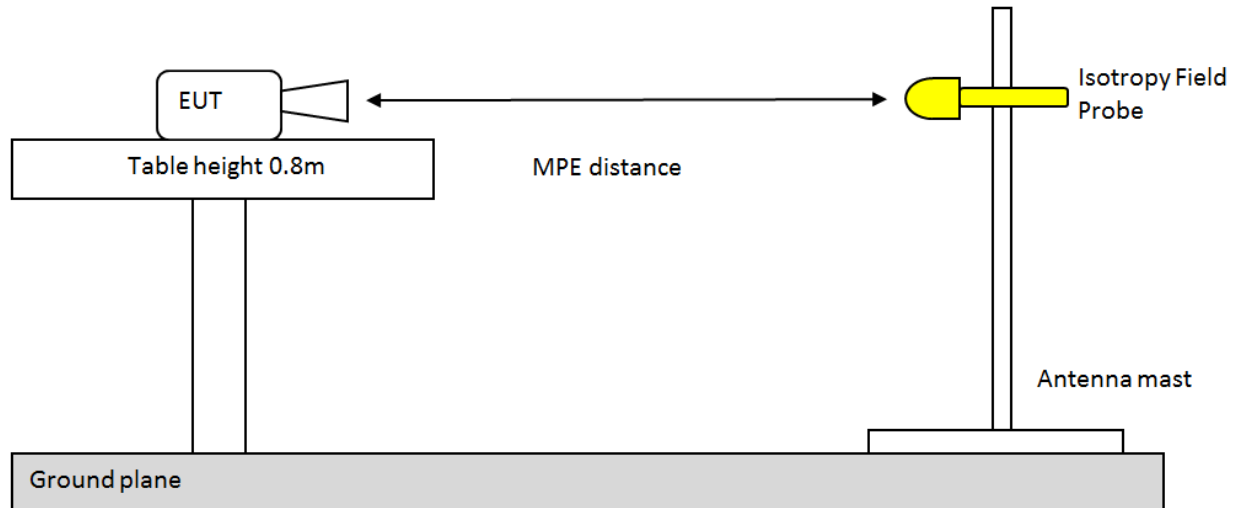 EUT
Isotropy Field
Probe
Table height 0.8m
MPE distance
Antenna mast
Ground plane